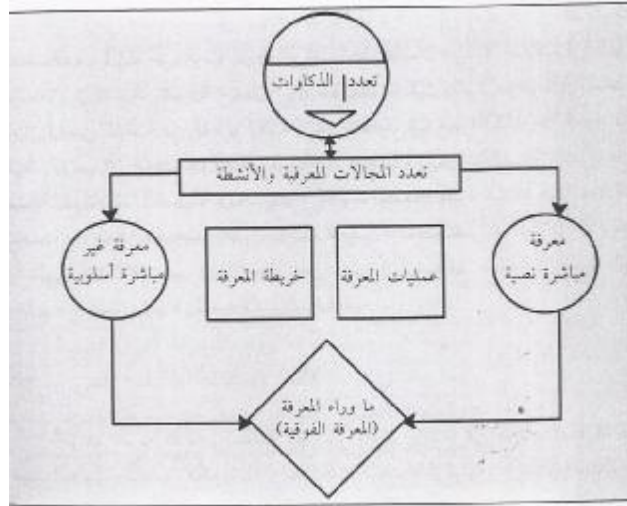 تعدد الذكاوات
تعدد المجالات المعرفية والأنشطة
معرفة
مباشرة نصية
عمليات المعرفة
خريطة المعرفة
معرفة غير
مباشرة أسلوبية
ما وراء المعرفة
(المعرفة الفوقية)